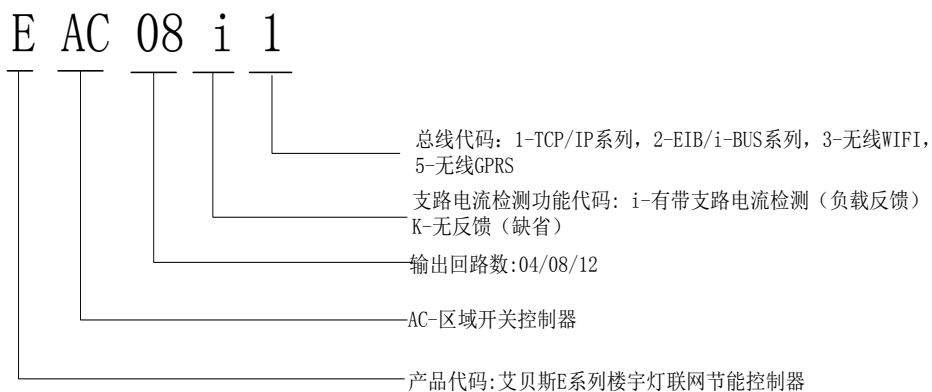 E AC 08 i 1
总线代码: 1-TCP/IP系列, 2-EIB/i-BUS系列, 3-无线WIFI,
5-无线GPRS
支路电流检测功能代码: i-有带支路电流检测（负载反馈）
K-无反馈（缺省）
输出回路数:04/08/12
AC-区域开关控制器
产品代码:艾贝斯E系列楼宇灯联网节能控制器